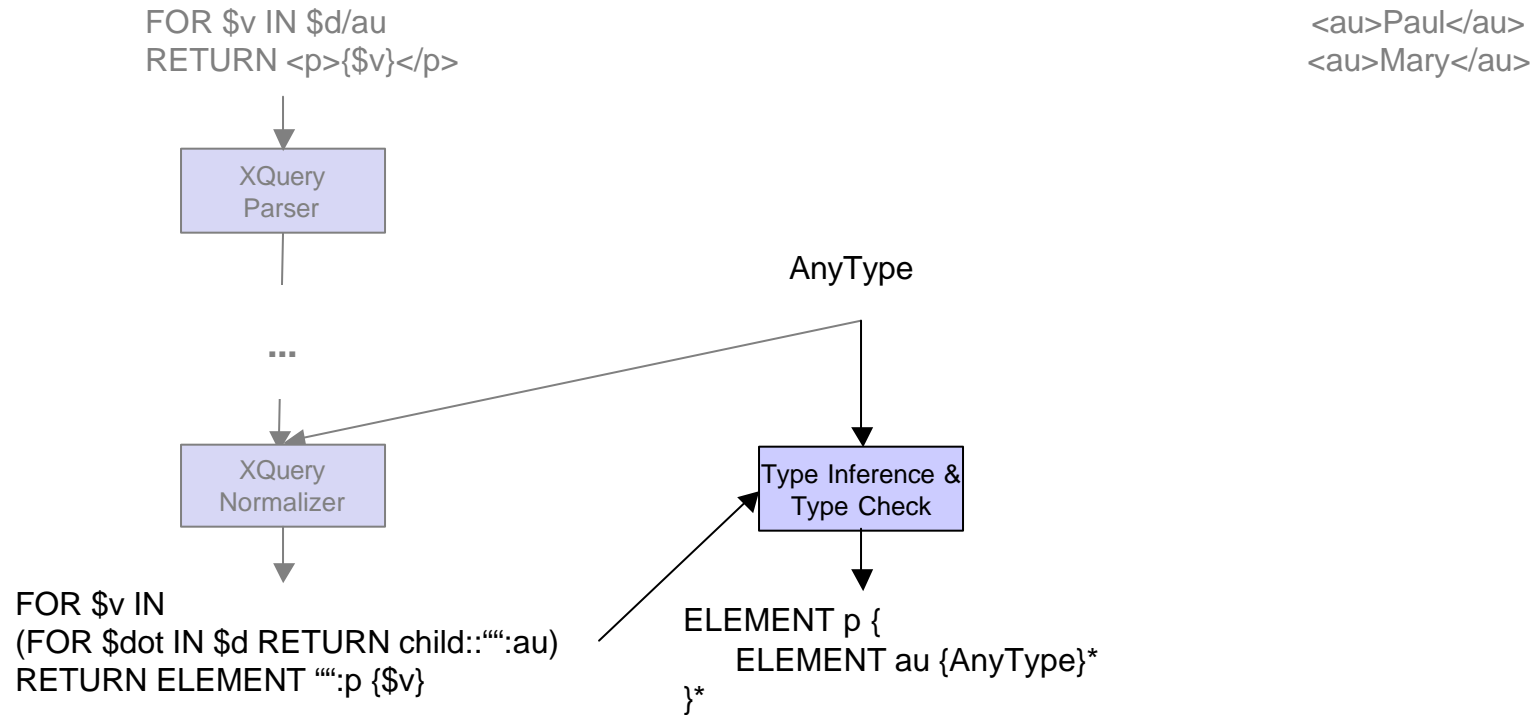 FOR $v IN $d/au
RETURN <p>{$v}</p>
<au>Paul</au>
<au>Mary</au>
XQuery
Parser
AnyType
...
XQuery
Normalizer
Type Inference &
Type Check
FOR $v IN
(FOR $dot IN $d RETURN child::““:au)
RETURN ELEMENT ““:p {$v}
ELEMENT p {
ELEMENT au {AnyType}*
}*